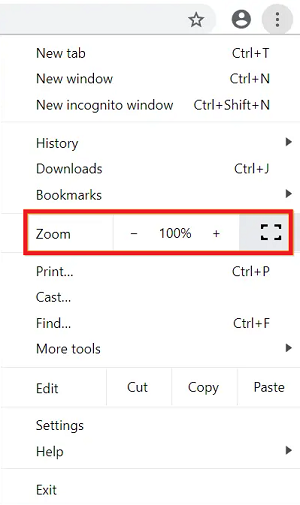 New tab Ctrl+T
New window Ctrl+N
New incognito window Ctrl+Shift+N
History
Downloads Ctrl+J
Bookmarks
Zoom − 100% +
Print... Ctrl+P
Cast...
Find... Ctrl+F
More tools
Edit Cut Copy Paste
Settings
Help
Exit